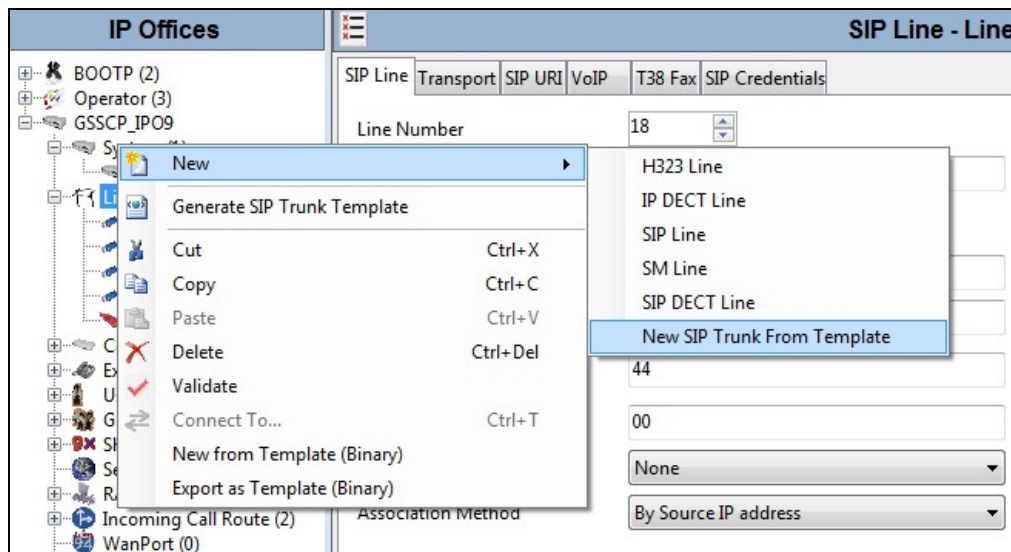 IP Offices
SIP Line - Line
BOOTP (2)
Operator (3)
GSSCP_IPO9
SIP Line Transport SIP URI VoIP T38 Fax SIP Credentials
Line Number 18
New
Generate SIP Trunk Template
Cut Ctrl+X
Copy Ctrl+C
Paste Ctrl+V
Delete Ctrl+Del
Validate
Connect To... Ctrl+T
New from Template (Binary)
Export as Template (Binary)
H323 Line
IP DECT Line
SIP Line
SM Line
SIP DECT Line
New SIP Trunk From Template
44
00
None
Association Method By Source IP address
Incoming Call Route (2)
WanPort (0)